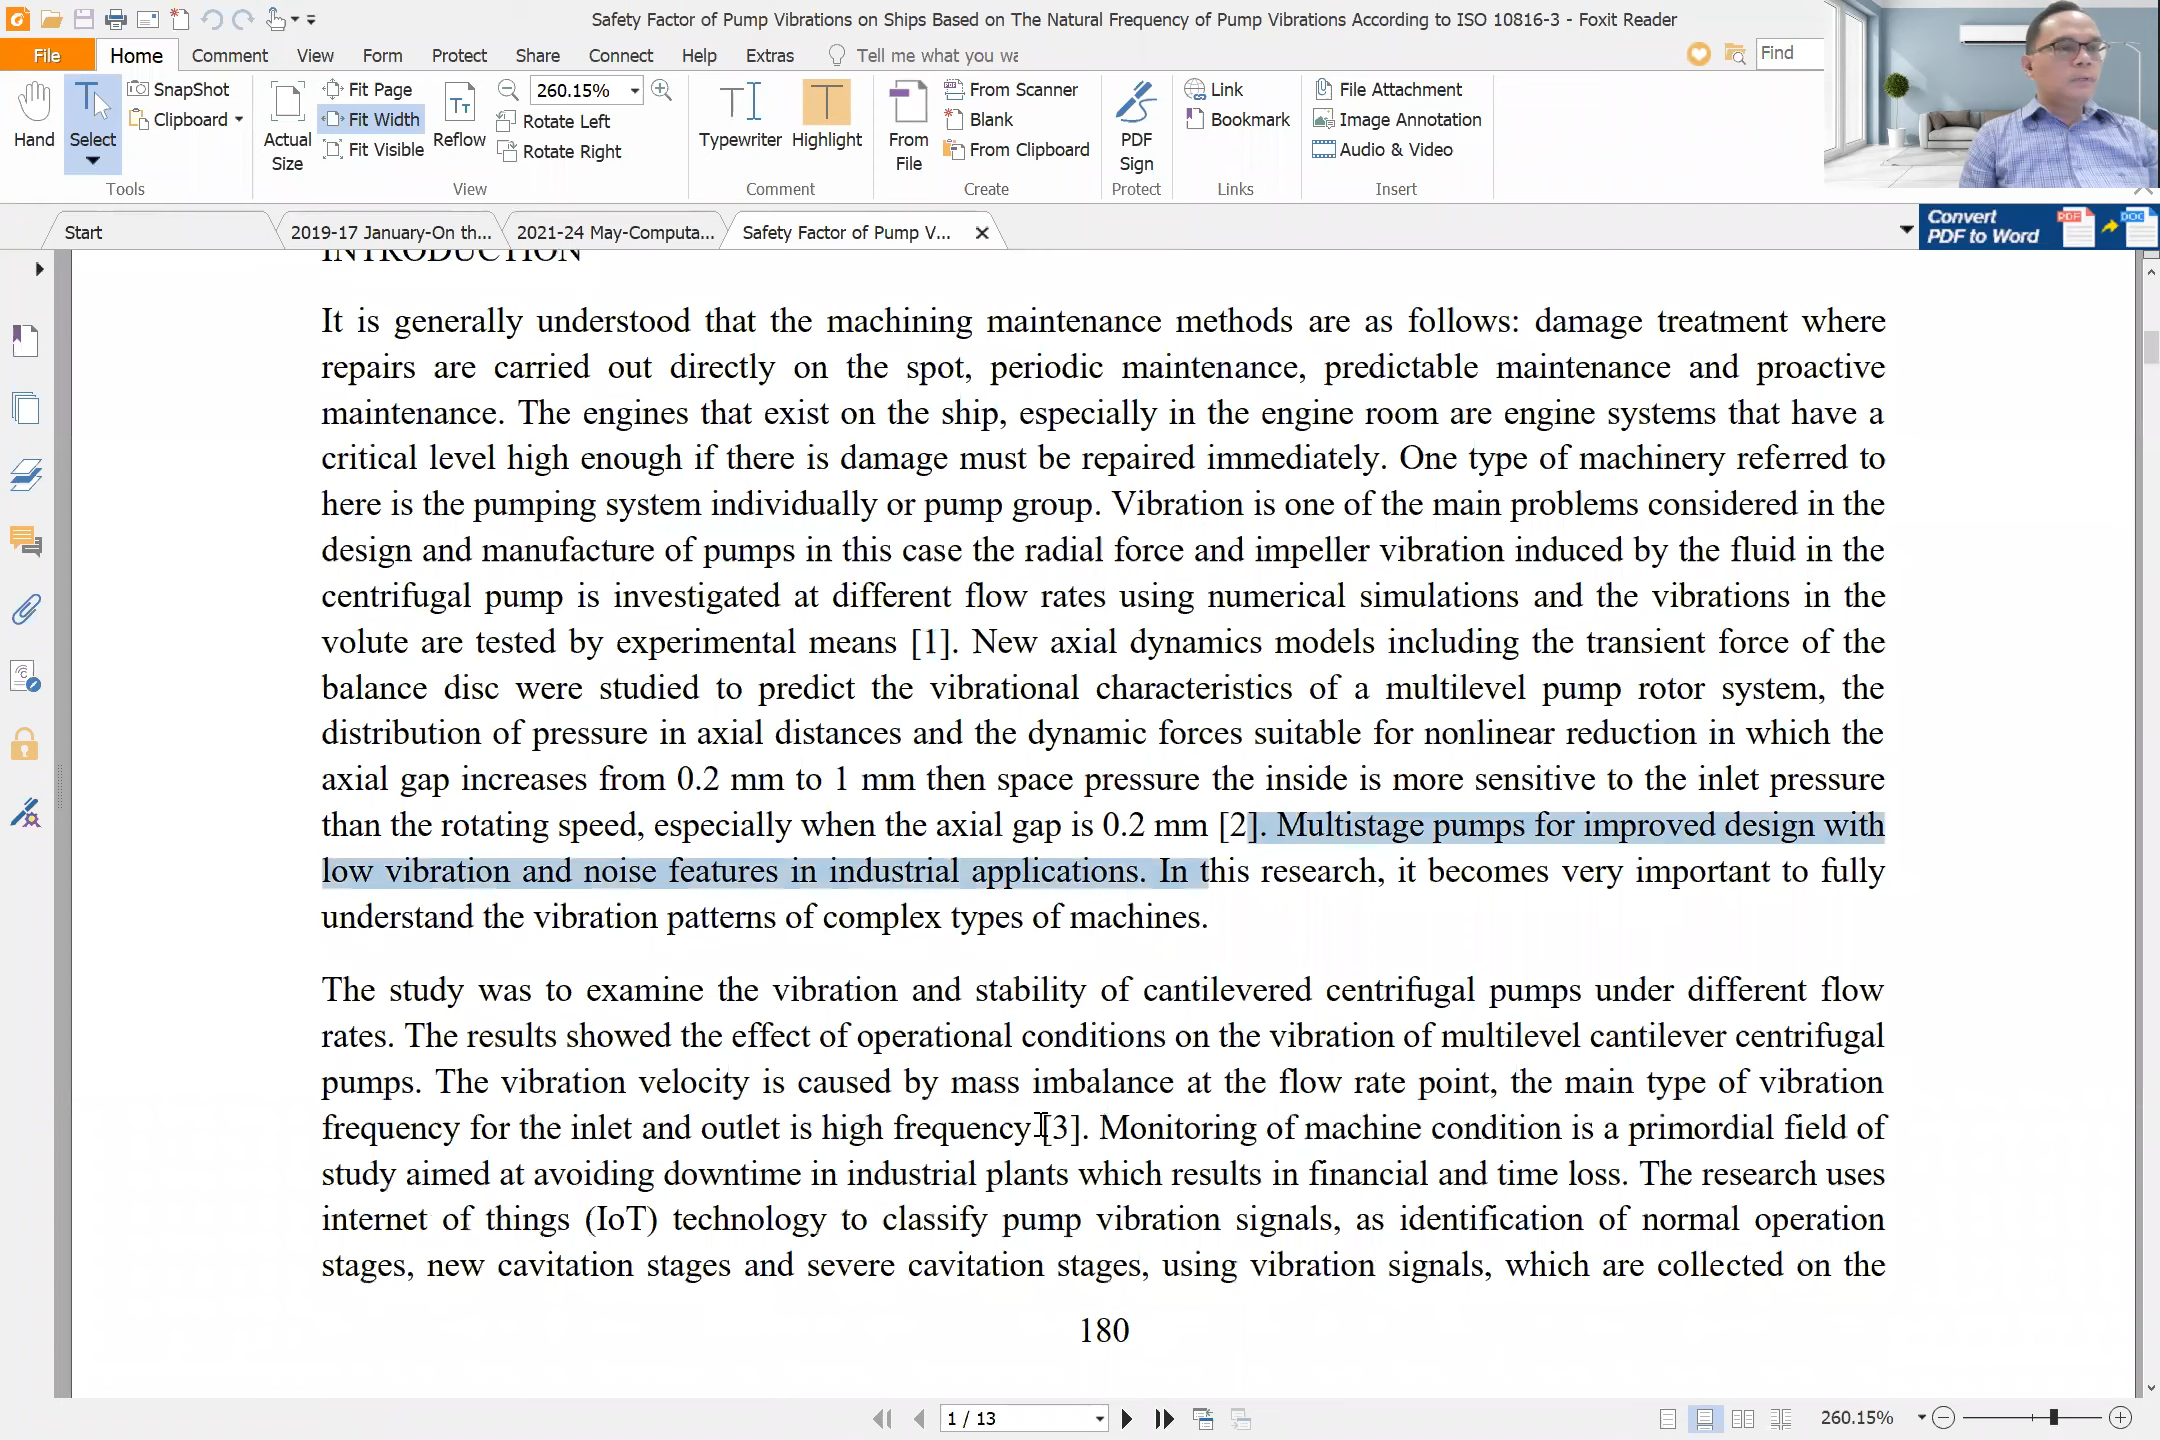 Safety Factor of Pump Vibrations on Ships Based on The Natural Frequency of Pump Vibrations According to ISO 10816-3 - Foxit Reader
File Home Comment View Form Protect Share Connect Help Extras Tell me what you wa Find
Hand
Select
Tools
SnapShot
Clipboard
Actual Size
Fit Page
Fit Width
Fit Visible
Reflow
260.15%
Rotate Left
Rotate Right
View
Typewriter
Highlight
Comment
From File
From Scanner
Blank
From Clipboard
Create
PDF Sign
Protect
Link
Bookmark
Links
File Attachment
Image Annotation
Audio & Video
Insert
Start
2019-17 January-On th...
2021-24 May-Computa...
Safety Factor of Pump V...
Convert
PDF to Word
PDF
DOC
INTRODUCTION
It is generally understood that the machining maintenance methods are as follows: damage treatment where
repairs are carried out directly on the spot, periodic maintenance, predictable maintenance and proactive
maintenance. The engines that exist on the ship, especially in the engine room are engine systems that have a
critical level high enough if there is damage must be repaired immediately. One type of machinery referred to
here is the pumping system individually or pump group. Vibration is one of the main problems considered in the
design and manufacture of pumps in this case the radial force and impeller vibration induced by the fluid in the
centrifugal pump is investigated at different flow rates using numerical simulations and the vibrations in the
volute are tested by experimental means [1]. New axial dynamics models including the transient force of the
balance disc were studied to predict the vibrational characteristics of a multilevel pump rotor system, the
distribution of pressure in axial distances and the dynamic forces suitable for nonlinear reduction in which the
axial gap increases from 0.2 mm to 1 mm then space pressure the inside is more sensitive to the inlet pressure
than the rotating speed, especially when the axial gap is 0.2 mm [2]. Multistage pumps for improved design with
low vibration and noise features in industrial applications. In this research, it becomes very important to fully
understand the vibration patterns of complex types of machines.
The study was to examine the vibration and stability of cantilevered centrifugal pumps under different flow
rates. The results showed the effect of operational conditions on the vibration of multilevel cantilever centrifugal
pumps. The vibration velocity is caused by mass imbalance at the flow rate point, the main type of vibration
frequency for the inlet and outlet is high frequency [3]. Monitoring of machine condition is a primordial field of
study aimed at avoiding downtime in industrial plants which results in financial and time loss. The research uses
internet of things (IoT) technology to classify pump vibration signals, as identification of normal operation
stages, new cavitation stages and severe cavitation stages, using vibration signals, which are collected on the
180
1 / 13
260.15%